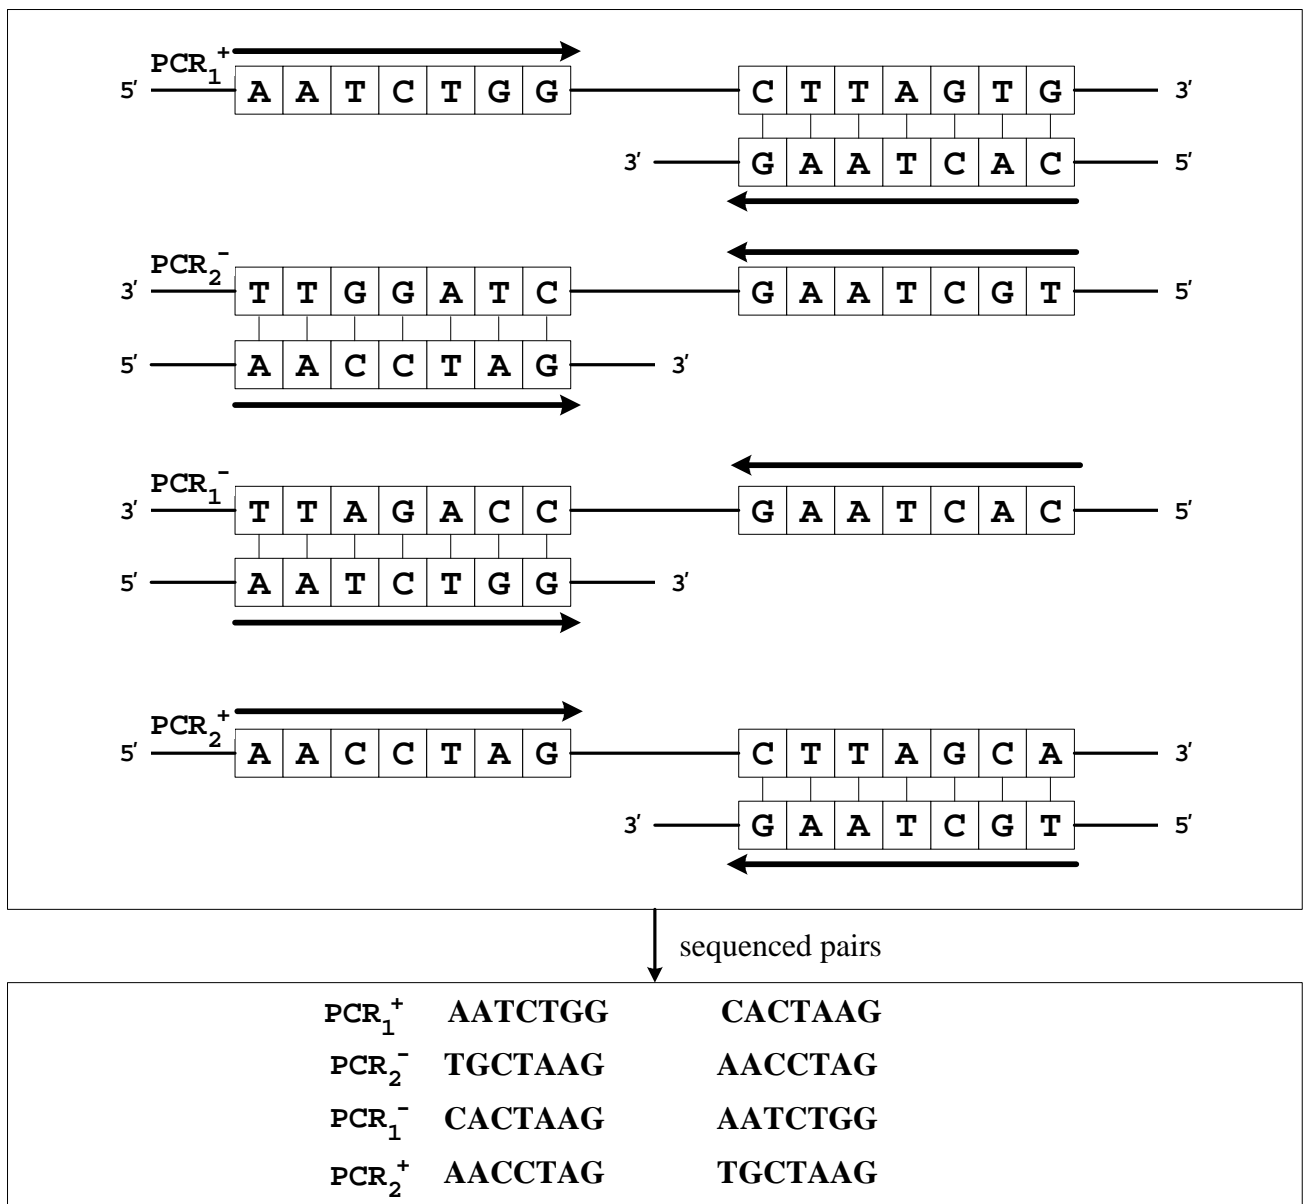 PCR₁⁺
5′ A A T C T G G C T T A G T G 3′
3′ G A A T C A C 5′
PCR₂⁻
3′ T T G G A T C G A A T C G T 5′
5′ A A C C T A G 3′
PCR₁⁻
3′ T T A G A C C G A A T C A C 5′
5′ A A T C T G G 3′
PCR₂⁺
5′ A A C C T A G C T T A G C A 3′
3′ G A A T C G T 5′
sequenced pairs
PCR₁⁺ AATCTGG CACTAAG
PCR₂⁻ TGCTAAG AACCTAG
PCR₁⁻ CACTAAG AATCTGG
PCR₂⁺ AACCTAG TGCTAAG